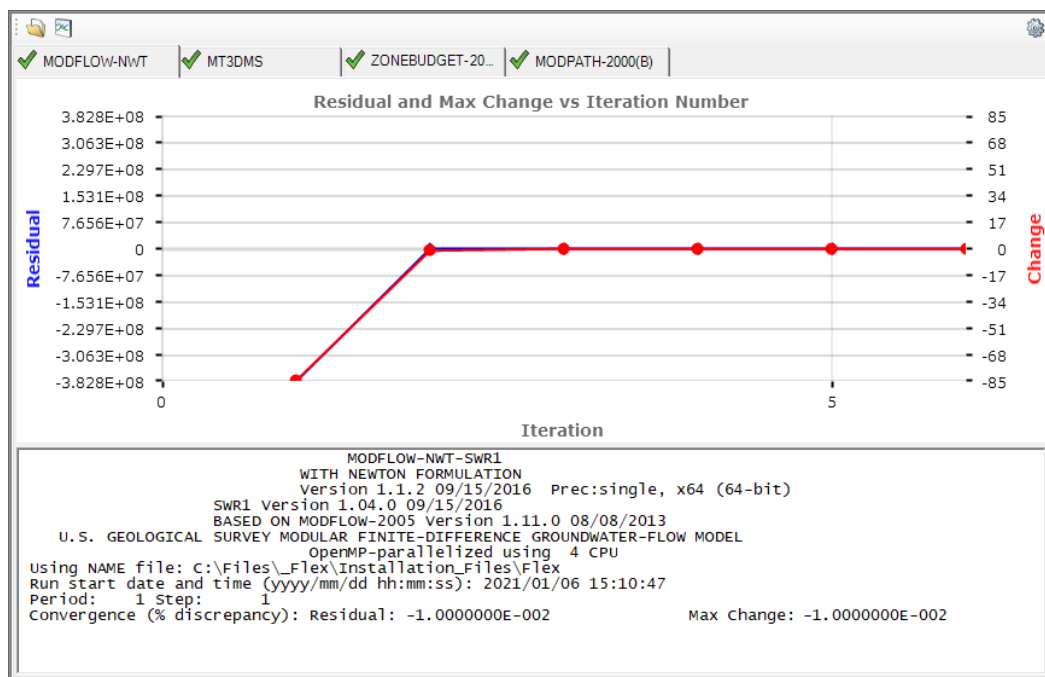 MODFLOW-NWT
MT3DMS
ZONEBUDGET-20...
MODPATH-2000(B)
Residual and Max Change vs Iteration Number
3.828E+08
85
3.063E+08
68
2.297E+08
51
1.531E+08
34
7.656E+07
17
0
0
-7.656E+07
-17
-1.531E+08
-34
-2.297E+08
-51
-3.063E+08
-68
-3.828E+08
-85
Residual
Change
0
5
Iteration
MODFLOW-NWT-SWR1
WITH NEWTON FORMULATION
Version 1.1.2 09/15/2016 Prec:single, x64 (64-bit)
SWR1 Version 1.04.0 09/15/2016
BASED ON MODFLOW-2005 Version 1.11.0 08/08/2013
U.S. GEOLOGICAL SURVEY MODULAR FINITE-DIFFERENCE GROUNDWATER-FLOW MODEL
OpenMP-parallelized using 4 CPU
Using NAME file: C:\Files\_Flex\Installation_Files\Flex
Run start date and time (yyyy/mm/dd hh:mm:ss): 2021/01/06 15:10:47
Period: 1 Step: 1
Convergence (% discrepancy): Residual: -1.0000000E-002 Max Change: -1.0000000E-002